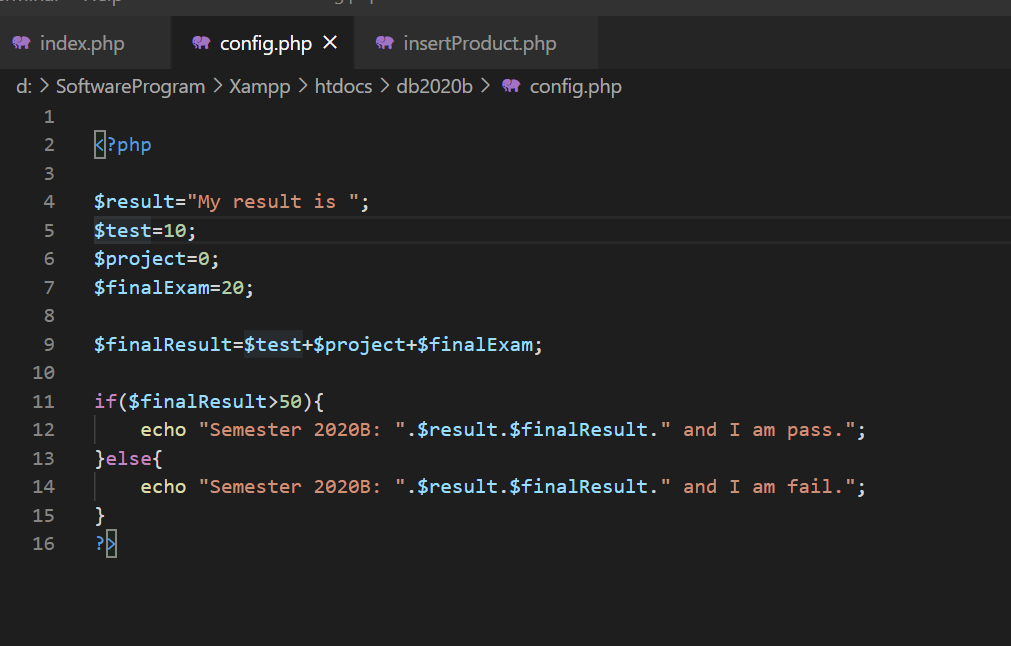 index.php config.php insertProduct.php
d: > SoftwareProgram > Xampp > htdocs > db2020b > config.php
1
2 <?php
3
4 $result="My result is ";
5 $test=10;
6 $project=0;
7 $finalExam=20;
8
9 $finalResult=$test+$project+$finalExam;
10
11 if($finalResult>50){
12 echo "Semester 2020B: ".$result.$finalResult." and I am pass.";
13 }else{
14 echo "Semester 2020B: ".$result.$finalResult." and I am fail.";
15 }
16 ?>